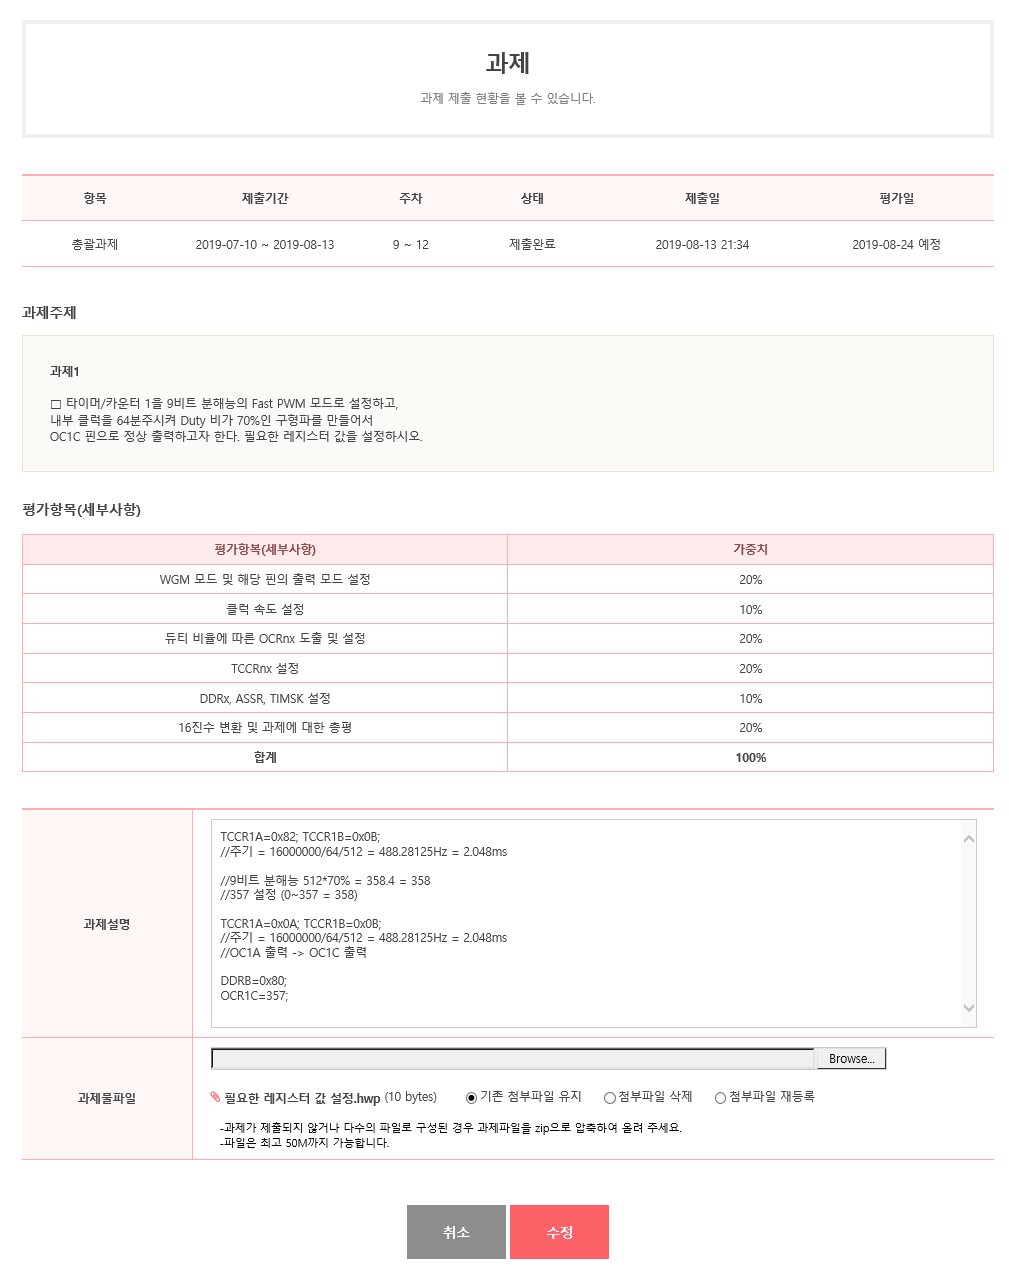 과제
과제 제출 현황을 볼 수 있습니다.
항목 제출기간 주차 상태 제출일 평가일
총괄과제 2019-07-10 ~ 2019-08-13 9 ~ 12 제출완료 2019-08-13 21:34 2019-08-24 예정
과제주제
과제1
□ 타이머/카운터 1을 9비트 분해능의 Fast PWM 모드로 설정하고,
내부 클럭을 64분주시켜 Duty 비가 70%인 구형파를 만들어서
OC1C 핀으로 정상 출력하고자 한다. 필요한 레지스터 값을 설정하시오.
평가항목(세부사항)
평가항복(세부사항) 가중치
WGM 모드 및 해당 핀의 출력 모드 설정 20%
클럭 속도 설정 10%
듀티 비율에 따른 OCRnx 도출 및 설정 20%
TCCRnx 설정 20%
DDRx, ASSR, TIMSK 설정 10%
16진수 변환 및 과제에 대한 총평 20%
합계 100%
과제설명
TCCR1A=0x82; TCCR1B=0x0B;
//주기 = 16000000/64/512 = 488.28125Hz = 2.048ms
//9비트 분해능 512*70% = 358.4 = 358
//357 설정 (0~357 = 358)
TCCR1A=0x0A; TCCR1B=0x0B;
//주기 = 16000000/64/512 = 488.28125Hz = 2.048ms
//OC1A 출력 -> OC1C 출력
DDRB=0x80;
OCR1C=357;
과제물파일
Browse...
필요한 레지스터 값 설정.hwp (10 bytes) 기존 첨부파일 유지 첨부파일 삭제 첨부파일 재등록
-과제가 제출되지 않거나 다수의 파일로 구성된 경우 과제파일을 zip으로 압축하여 올려 주세요.
-파일은 최고 50M까지 가능합니다.
취소 수정